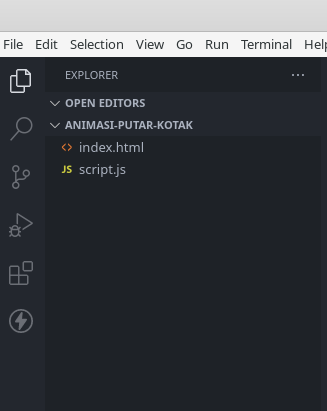 File Edit Selection View Go Run Terminal Help
EXPLORER
OPEN EDITORS
ANIMASI-PUTAR-KOTAK
<> index.html
JS script.js